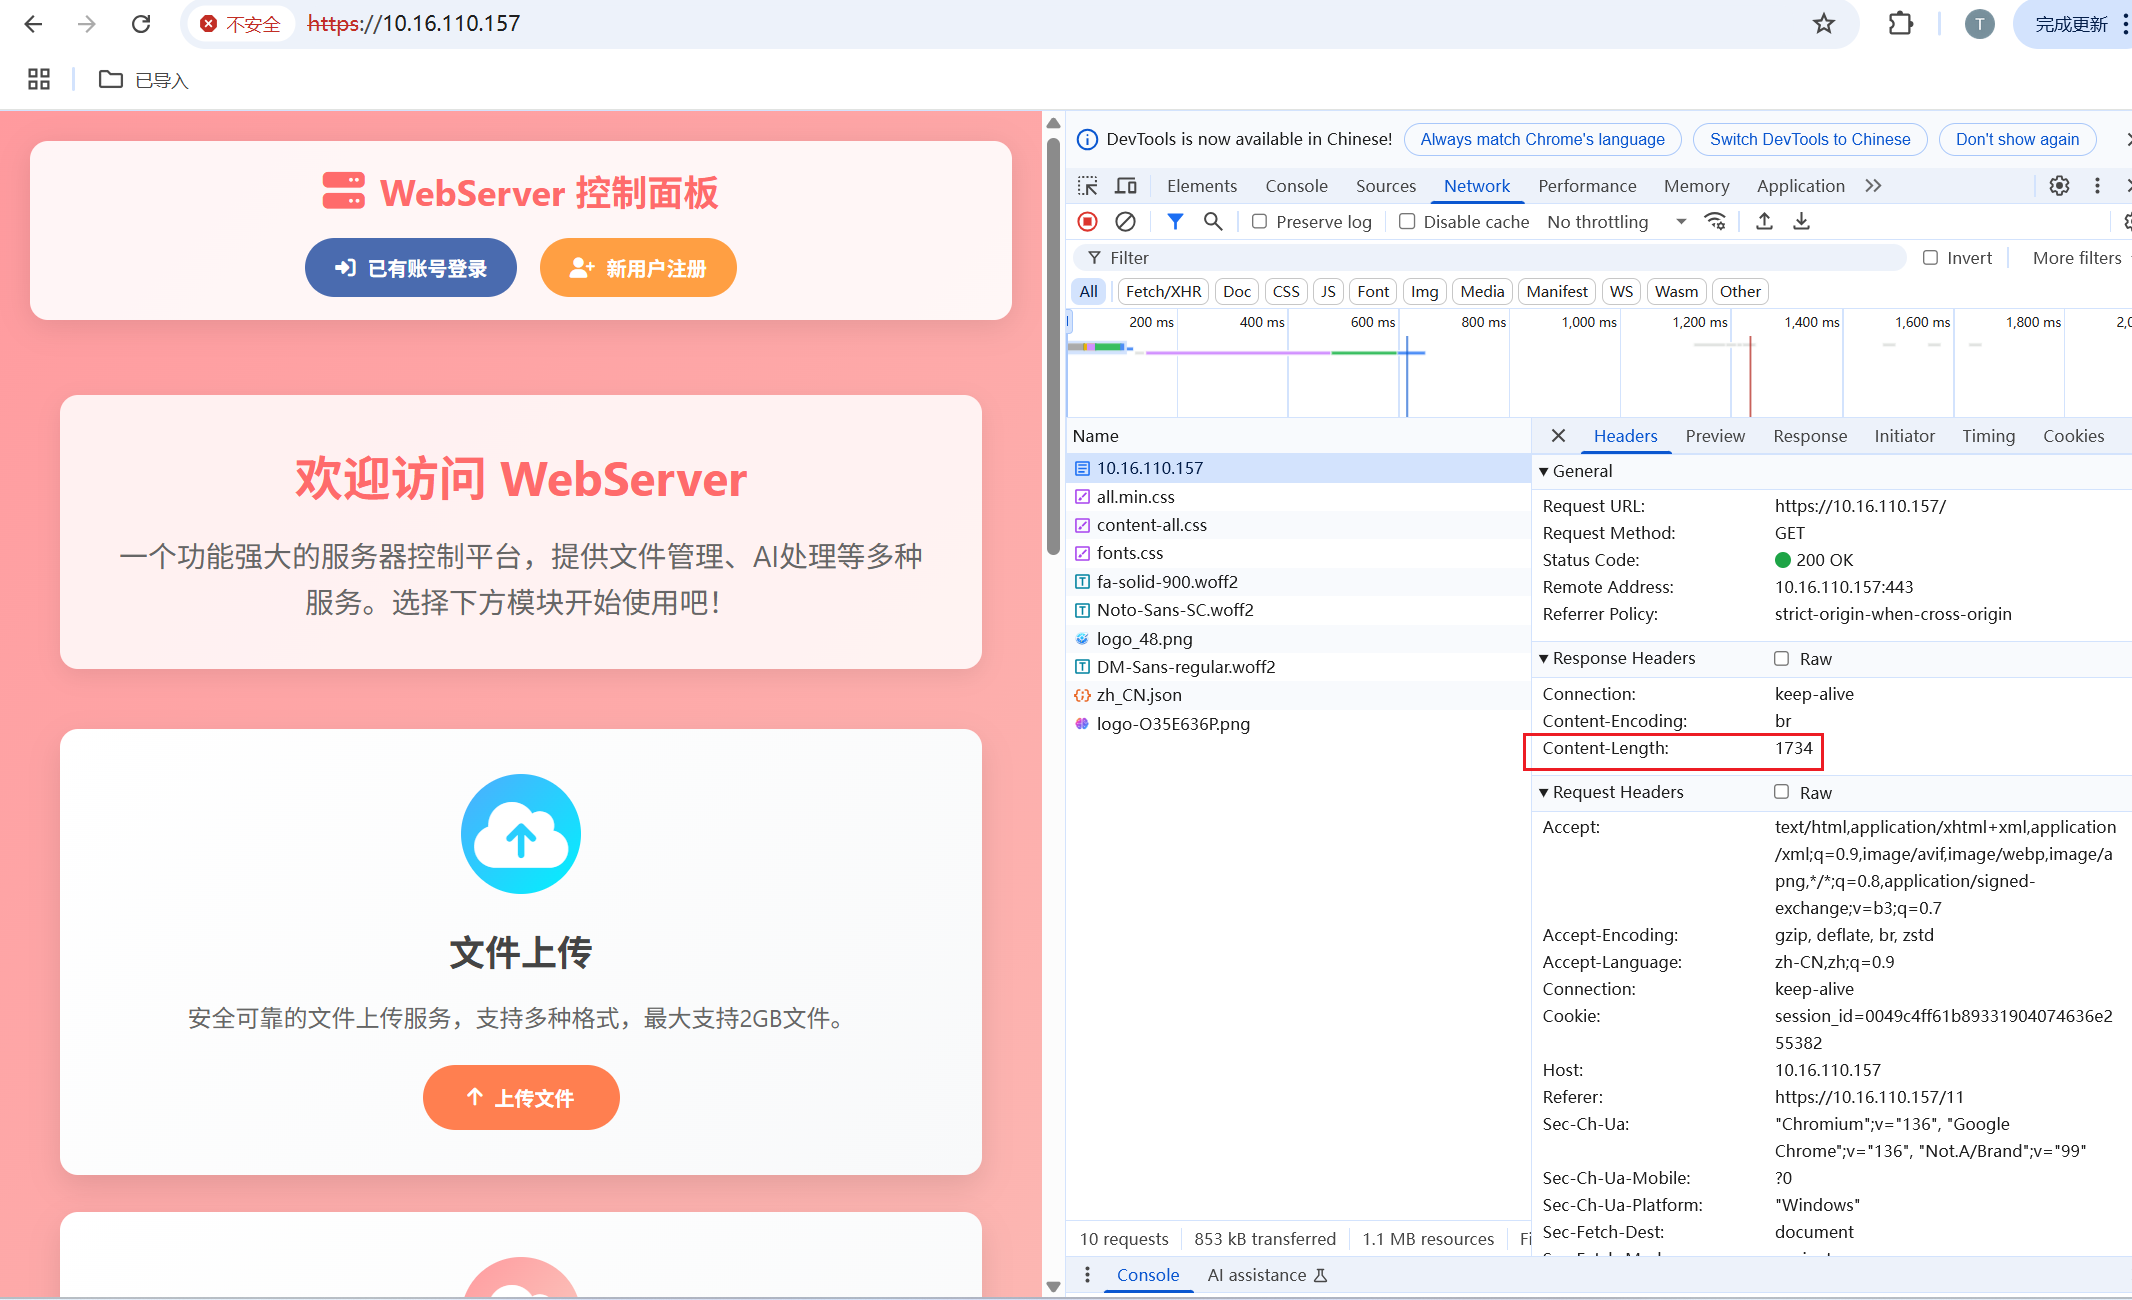 不安全 https://10.16.110.157
T
完成更新
已导入
WebServer 控制面板
已有账号登录
新用户注册
欢迎访问 WebServer
一个功能强大的服务器控制平台，提供文件管理、AI处理等多种
服务。选择下方模块开始使用吧！
文件上传
安全可靠的文件上传服务，支持多种格式，最大支持2GB文件。
上传文件
DevTools is now available in Chinese! Always match Chrome's language Switch DevTools to Chinese Don't show again
Elements Console Sources Network Performance Memory Application
Preserve log Disable cache No throttling
Filter Invert More filters
All Fetch/XHR Doc CSS JS Font Img Media Manifest WS Wasm Other
200 ms 400 ms 600 ms 800 ms 1,000 ms 1,200 ms 1,400 ms 1,600 ms 1,800 ms
Name
10.16.110.157
all.min.css
content-all.css
fonts.css
fa-solid-900.woff2
Noto-Sans-SC.woff2
logo_48.png
DM-Sans-regular.woff2
zh_CN.json
logo-O35E636P.png
10 requests 853 kB transferred 1.1 MB resources Fi
Headers Preview Response Initiator Timing Cookies
General
Request URL: https://10.16.110.157/
Request Method: GET
Status Code: 200 OK
Remote Address: 10.16.110.157:443
Referrer Policy: strict-origin-when-cross-origin
Response Headers Raw
Connection: keep-alive
Content-Encoding: br
Content-Length: 1734
Request Headers Raw
Accept: text/html,application/xhtml+xml,application
/xml;q=0.9,image/avif,image/webp,image/a
png,*/*;q=0.8,application/signed-
exchange;v=b3;q=0.7
Accept-Encoding: gzip, deflate, br, zstd
Accept-Language: zh-CN,zh;q=0.9
Connection: keep-alive
Cookie: session_id=0049c4ff61b89331904074636e2
55382
Host: 10.16.110.157
Referer: https://10.16.110.157/11
Sec-Ch-Ua: "Chromium";v="136", "Google
Chrome";v="136", "Not.A/Brand";v="99"
Sec-Ch-Ua-Mobile: ?0
Sec-Ch-Ua-Platform: "Windows"
Sec-Fetch-Dest: document
Console AI assistance